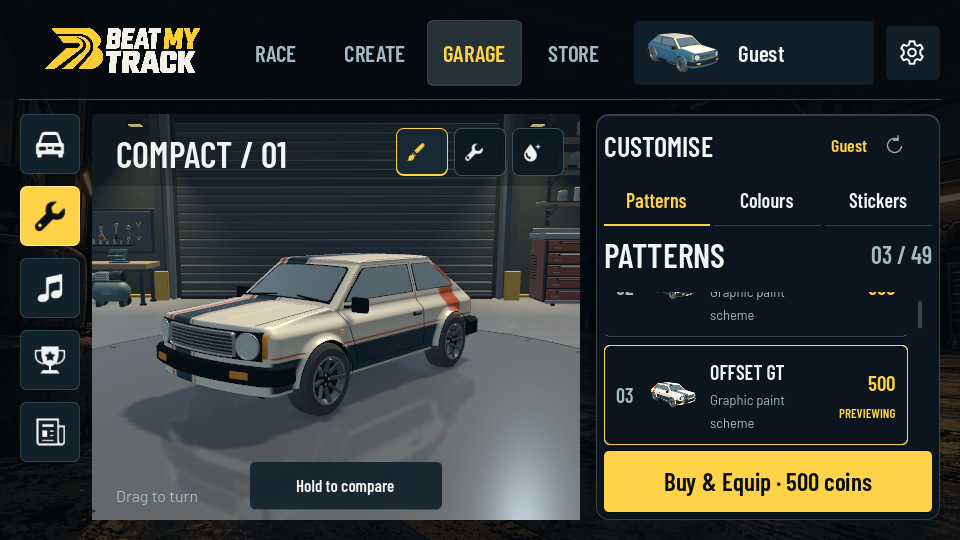 BEAT MY
TRACK
RACE
CREATE
GARAGE
STORE
Guest
COMPACT / 01
CUSTOMISE
Guest
Patterns
Colours
Stickers
PATTERNS
03 / 49
Graphic paint
scheme
03
OFFSET GT
Graphic paint
scheme
500
PREVIEWING
Buy & Equip · 500 coins
Hold to compare
Drag to turn